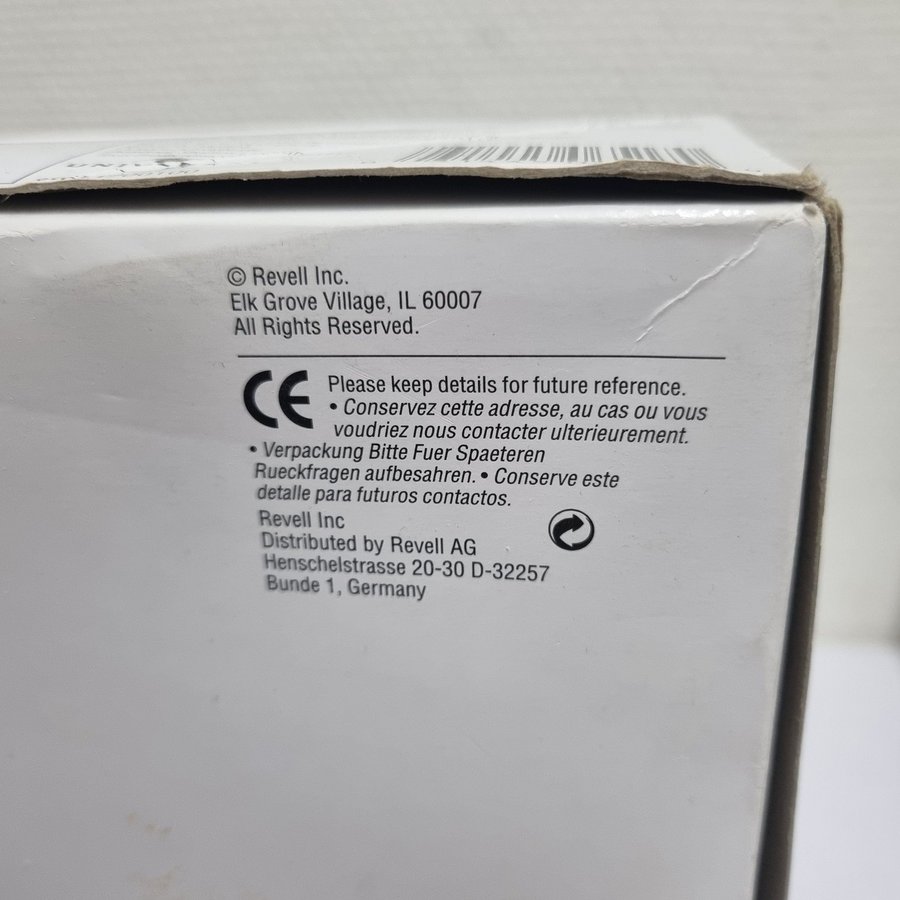 © Revell Inc.
Elk Grove Village, IL 60007
All Rights Reserved.
CE Please keep details for future reference.
• Conservez cette adresse, au cas ou vous
voudriez nous contacter ulterieurement.
• Verpackung Bitte Fuer Spaeteren
Rueckfragen aufbesahren. • Conserve este
detalle para futuros contactos.
Revell Inc
Distributed by Revell AG
Henschelstrasse 20-30 D-32257
Bunde 1, Germany